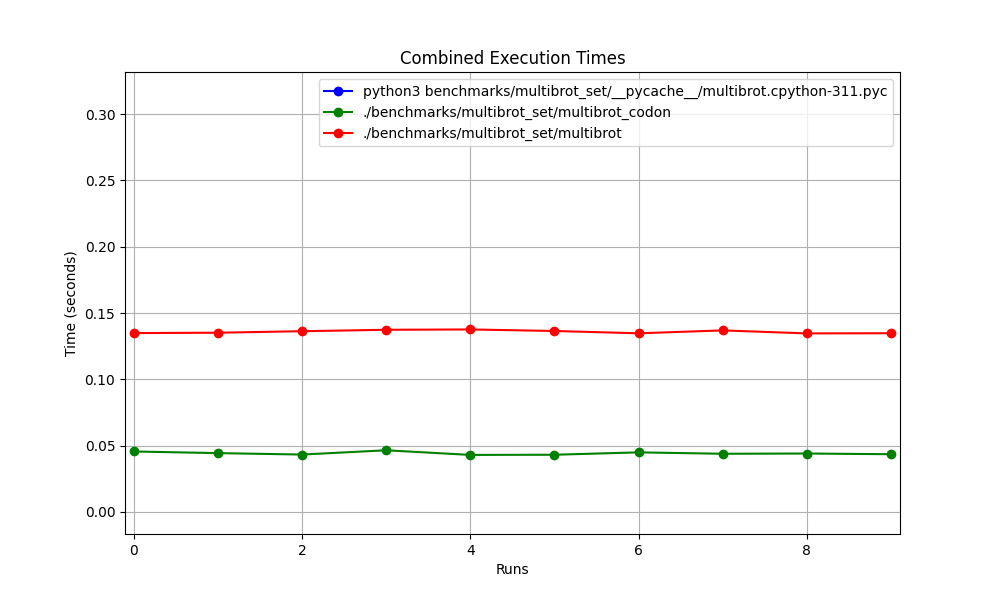 Combined Execution Times
python3 benchmarks/multibrot_set/__pycache__/multibrot.cpython-311.pyc
./benchmarks/multibrot_set/multibrot_codon
./benchmarks/multibrot_set/multibrot
0.30
0.25
0.20
0.15
0.10
0.05
0.00
Time (seconds)
0 2 4 6 8
Runs